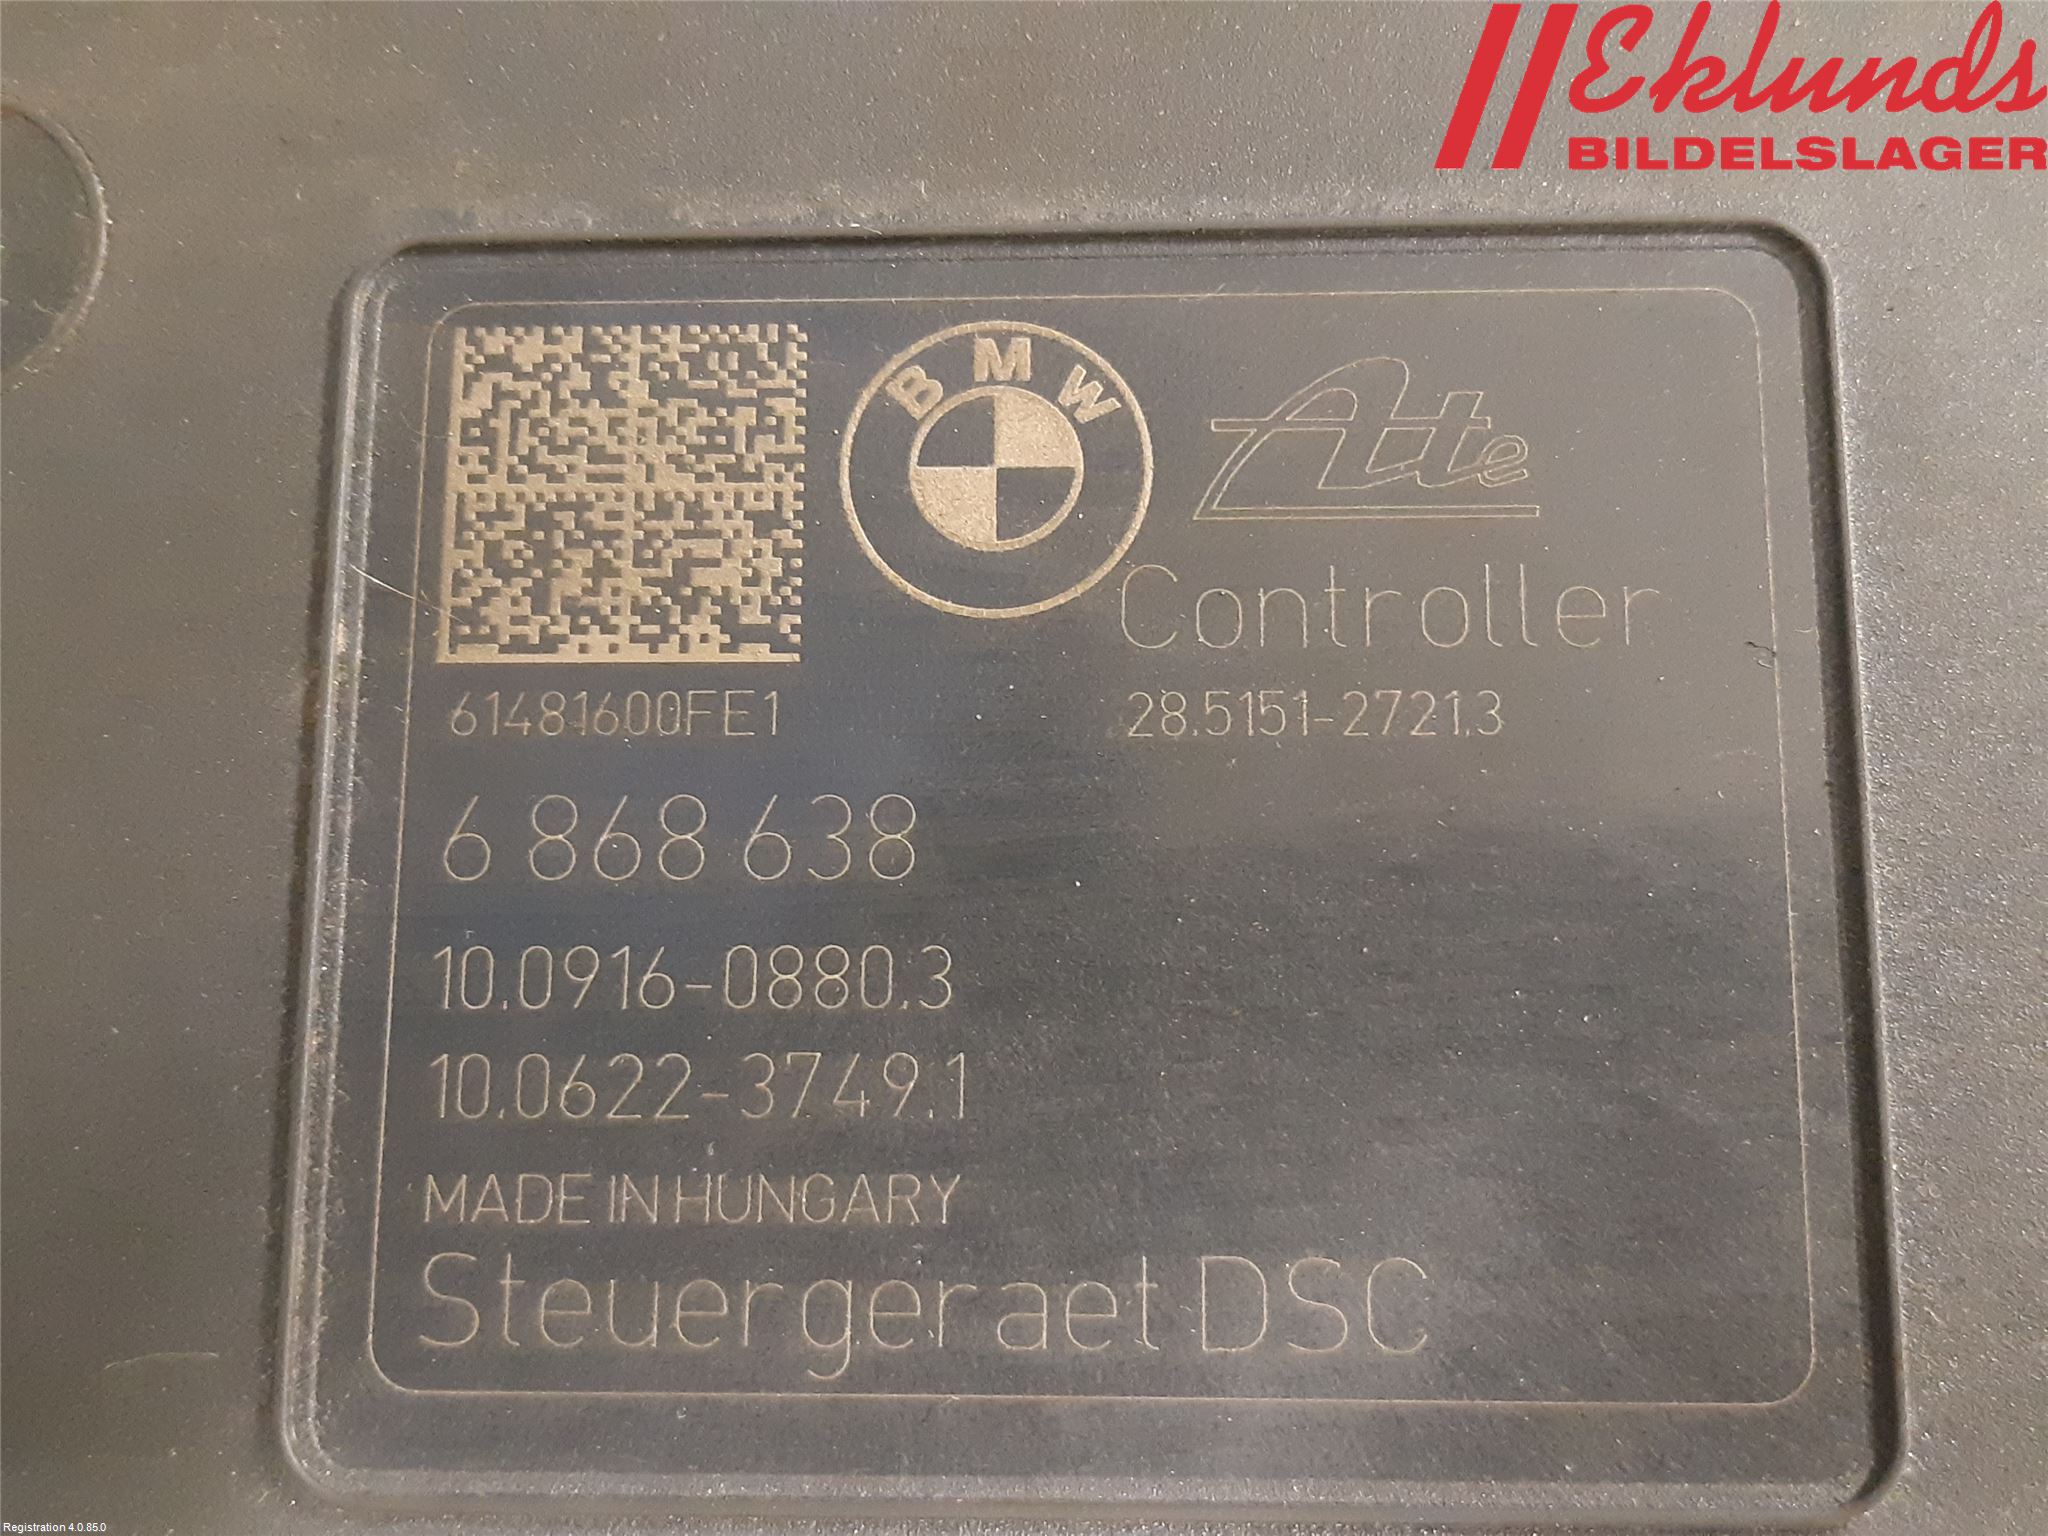 Eklunds
BILDELSLAGER
BMW
Ate
Controller
61481600FE1
28.5151-2721.3
6 868 638
10.0916-0880.3
10.0622-3749.1
MADE IN HUNGARY
Steuergeraet DSC
Registration 4.0.85.0